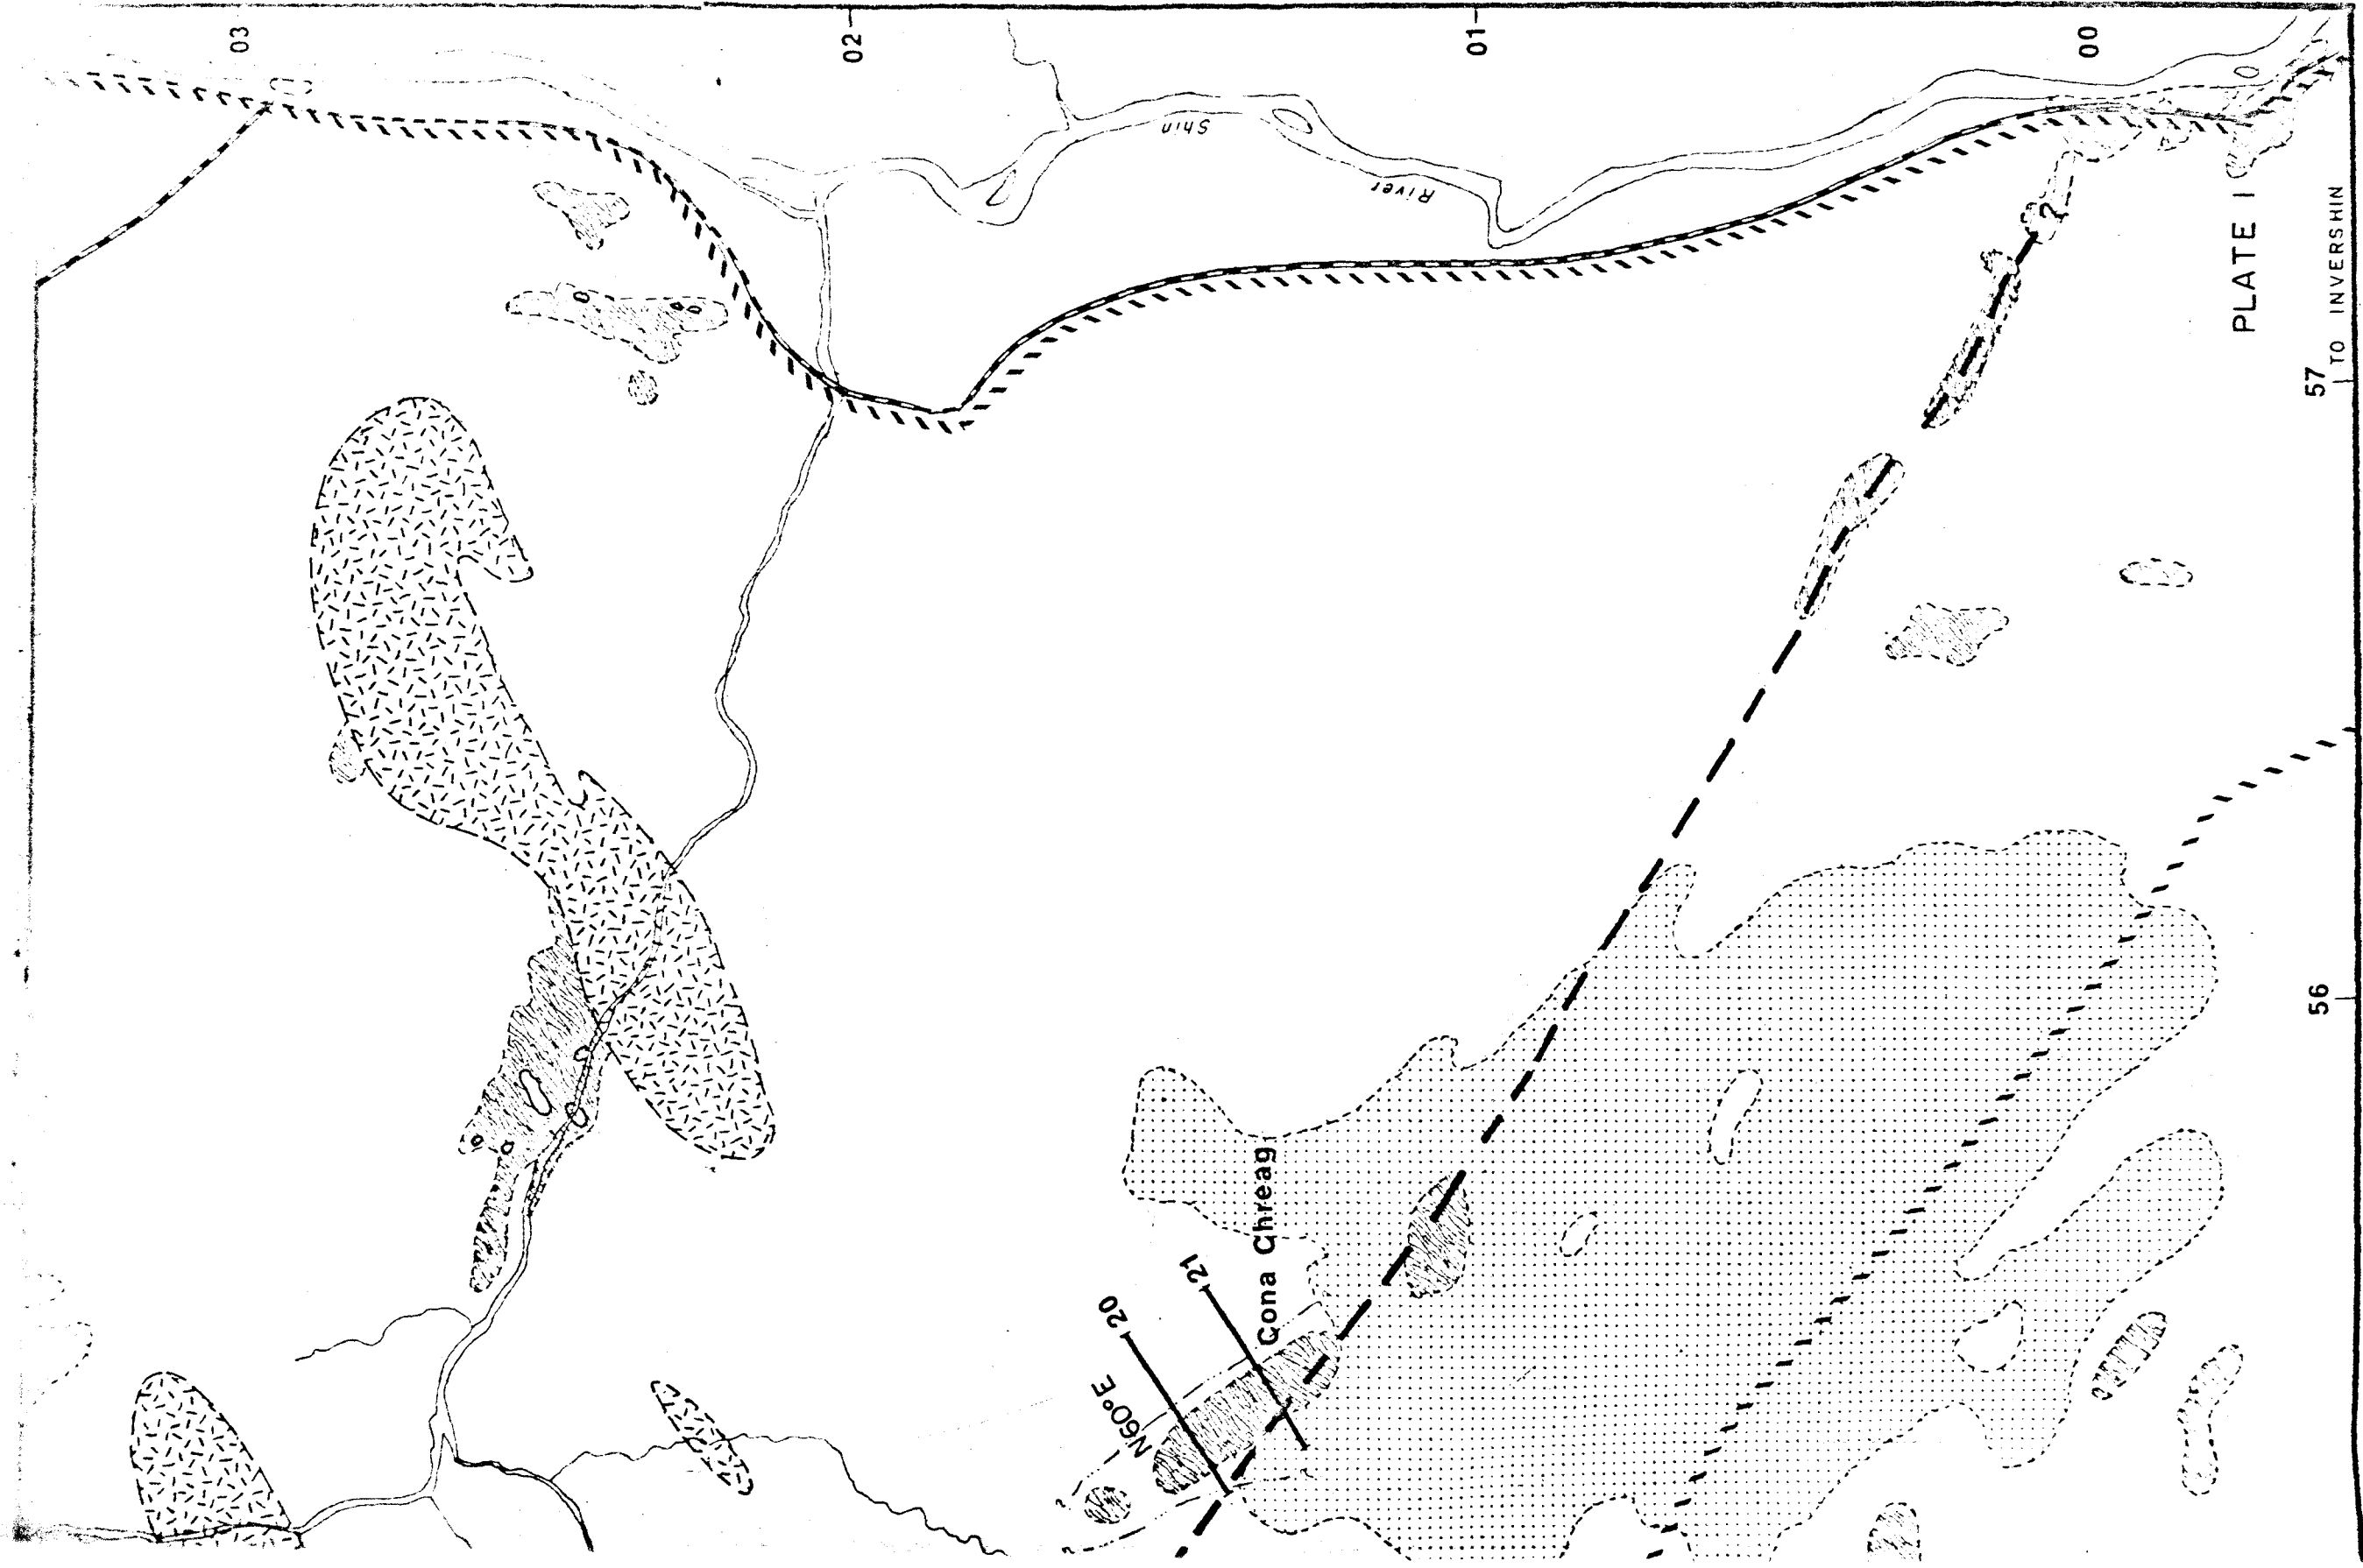 03
02
01
00
Shin
River
?
PLATE I
TO INVERSHIN
57
56
Cona Chreag
21
20
N60°E